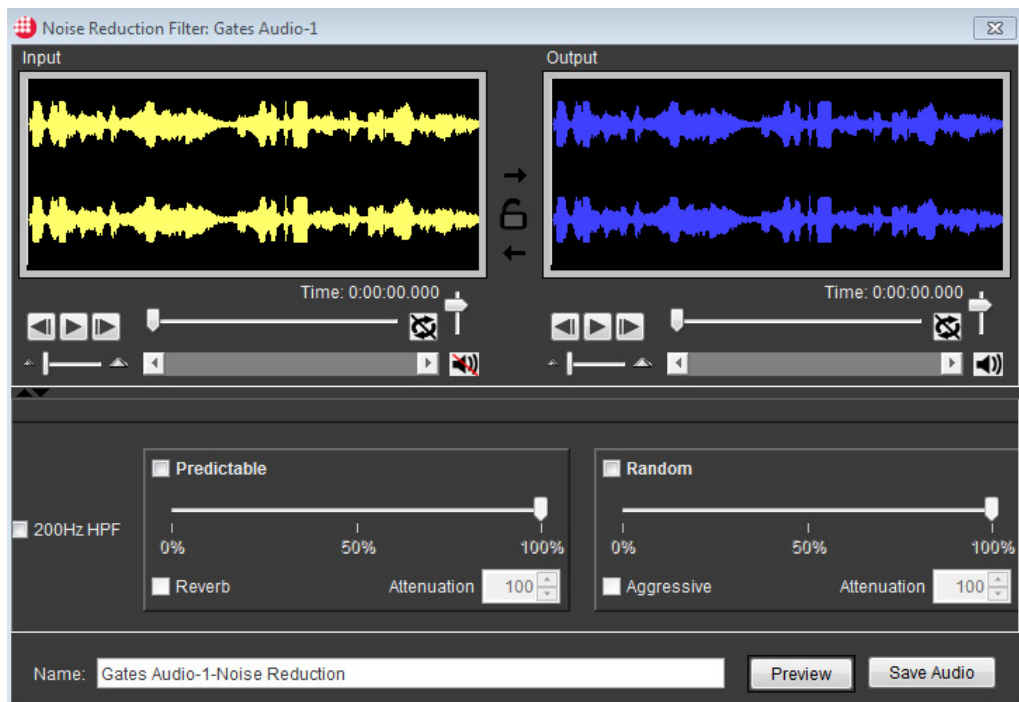 Noise Reduction Filter: Gates Audio-1
Input
Output
Time: 0:00:00.000
Time: 0:00:00.000
200Hz HPF
Predictable
0% 50% 100%
Reverb Attenuation 100
Random
0% 50% 100%
Aggressive Attenuation 100
Name: Gates Audio-1-Noise Reduction
Preview
Save Audio